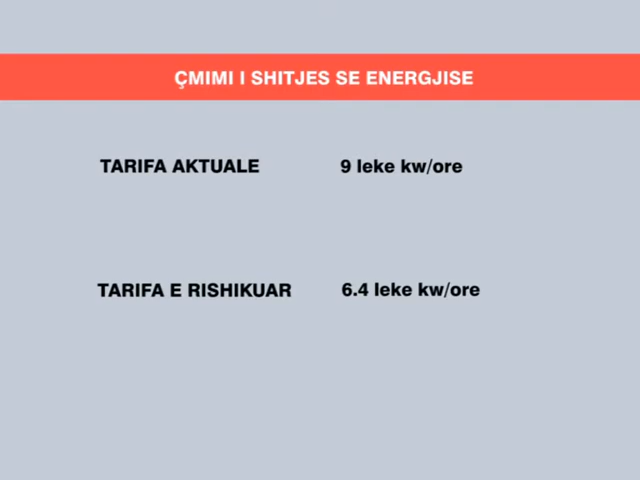 ÇMIMI I SHITJES SE ENERGJISE
TARIFA AKTUALE 9 leke kw/ore
TARIFA E RISHIKUAR 6.4 leke kw/ore